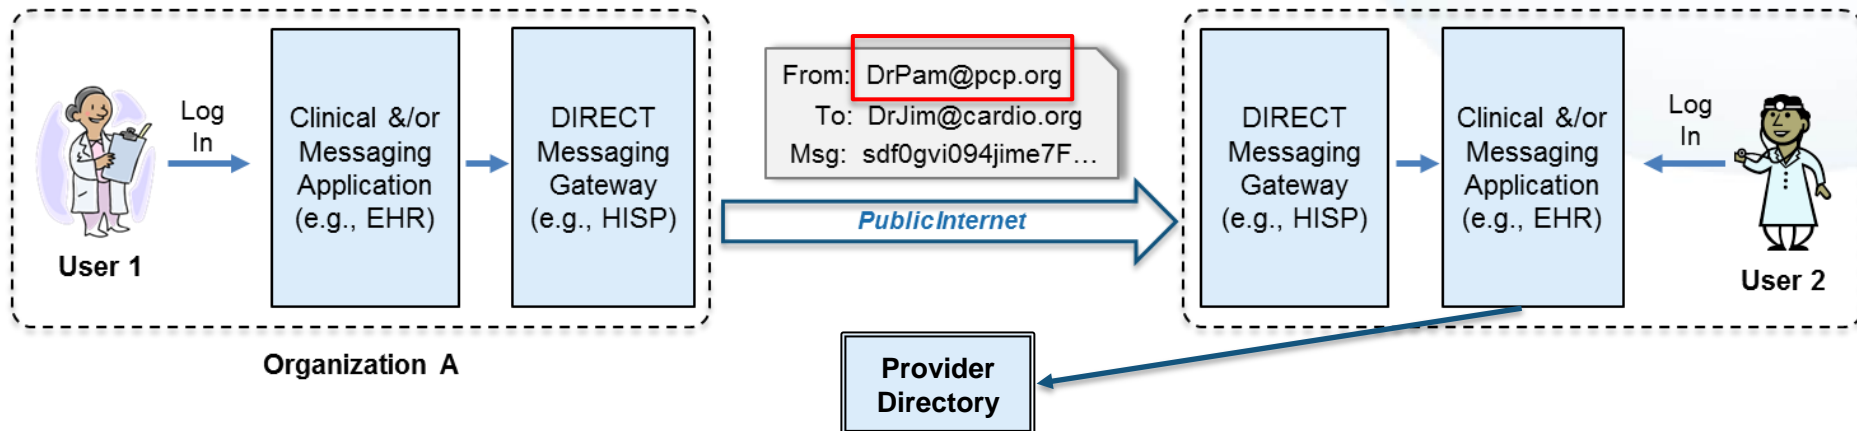 Log
In
User 1
Clinical &/or
Messaging
Application
(e.g., EHR)
DIRECT
Messaging
Gateway
(e.g., HISP)
Organization A
From: DrPam@pcp.org
To: DrJim@cardio.org
Msg: sdf0gvi094jime7F...
PublicInternet
DIRECT
Messaging
Gateway
(e.g., HISP)
Clinical &/or
Messaging
Application
(e.g., EHR)
Log
In
User 2
Provider
Directory